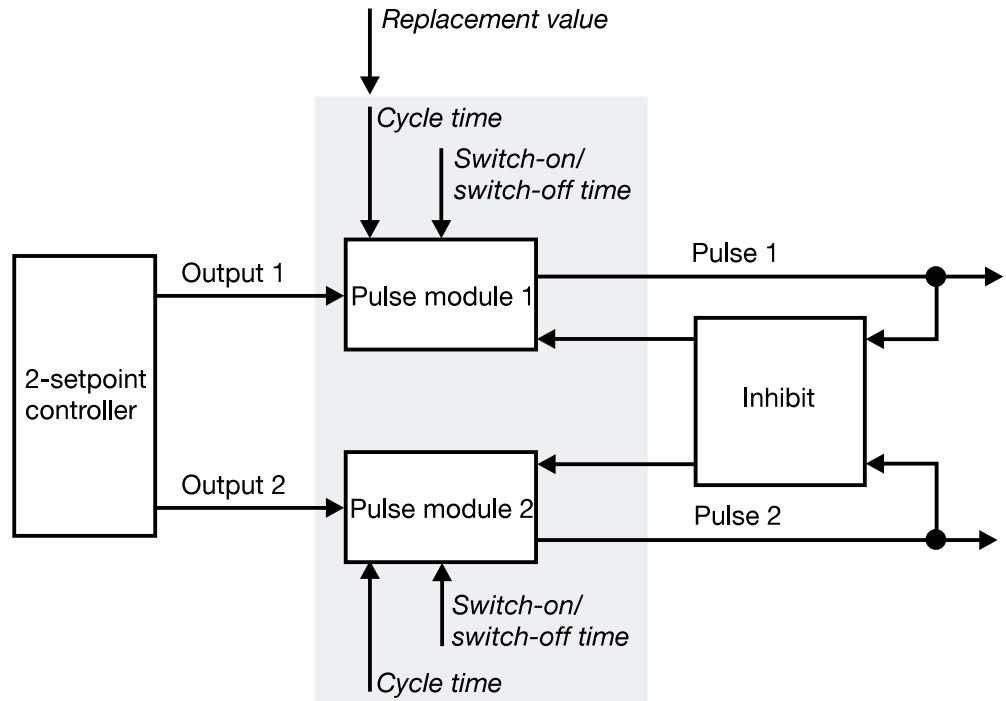 Replacement value
Cycle time
Switch-on/
switch-off time
Pulse 1
Output 1
Pulse module 1
2-setpoint
controller
Inhibit
Output 2
Pulse module 2
Pulse 2
Switch-on/
switch-off time
Cycle time